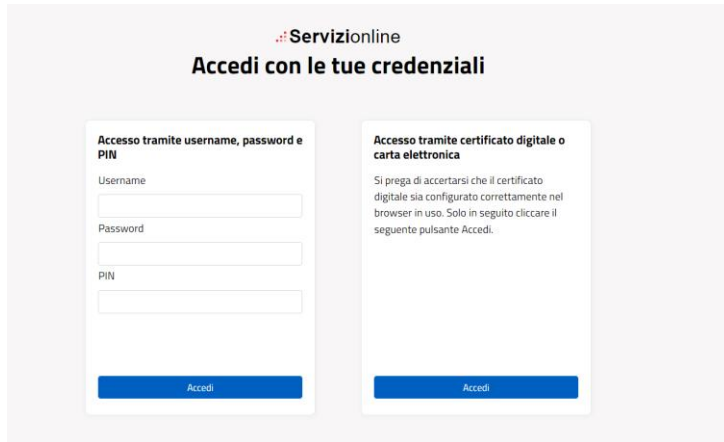 Servizionline
Accedi con le tue credenziali
Accesso tramite username, password e
PIN
Username
Password
PIN
Accedi
Accesso tramite certificato digitale o
carta elettronica
Si prega di accertarsi che il certificato
digitale sia configurato correttamente nel
browser in uso. Solo in seguito cliccare il
seguente pulsante Accedi.
Accedi